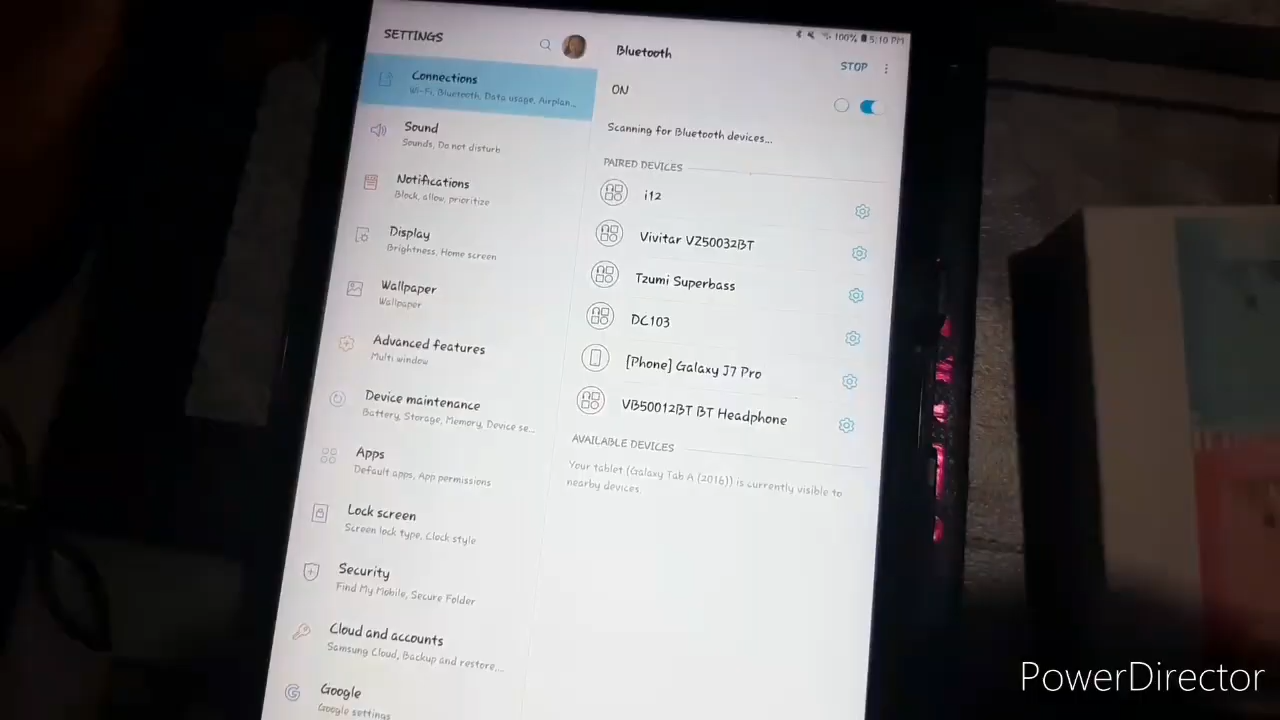 SETTINGS
Connections
Wi-Fi, Bluetooth, Data usage, Airplan...
Sound
Sounds, Do not disturb
Notifications
Block, allow, prioritize
Display
Brightness, Home screen
Wallpaper
Wallpaper
Advanced features
Multi window
Device maintenance
Battery, Storage, Memory, Device se...
Apps
Default apps, App permissions
Lock screen
Screen lock type, Clock style
Security
Find My Mobile, Secure Folder
Cloud and accounts
Samsung Cloud, Backup and restore,...
Google
Google settings
100% 5:10 PM
Bluetooth
STOP
ON
Scanning for Bluetooth devices...
PAIRED DEVICES
i12
Vivitar VZ50032BT
Tzumi Superbass
DC103
[Phone] Galaxy J7 Pro
VB50012BT BT Headphone
AVAILABLE DEVICES
Your tablet (Galaxy Tab A (2016)) is currently visible to
nearby devices.
PowerDirector